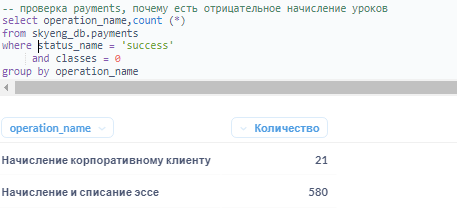 -- проверка payments, почему есть отрицательное начисление уроков
select operation_name,count (*)
from skyeng_db.payments
where status_name = 'success'
and classes = 0
group by operation_name
operation_name Количество
Начисление корпоративному клиенту 21
Начисление и списание эссе 580